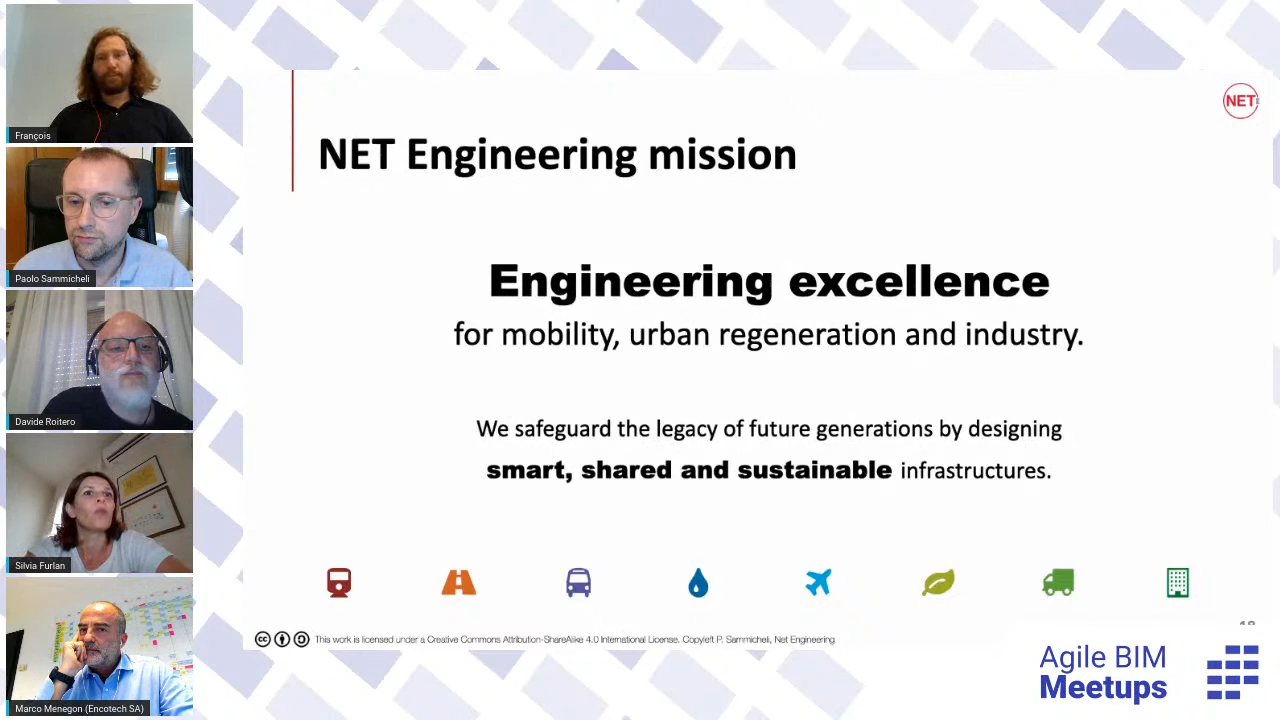 François
Paolo Sammicheli
Davide Roitero
Silvia Furlan
Marco Menegon (Encotech SA)
NET
NET Engineering mission
Engineering excellence
for mobility, urban regeneration and industry.
We safeguard the legacy of future generations by designing
smart, shared and sustainable infrastructures.
This work is licensed under a Creative Commons Attribution-ShareAlike 4.0 International License. Copyleft P. Sammicheli, Net Engineering
Agile BIM
Meetups